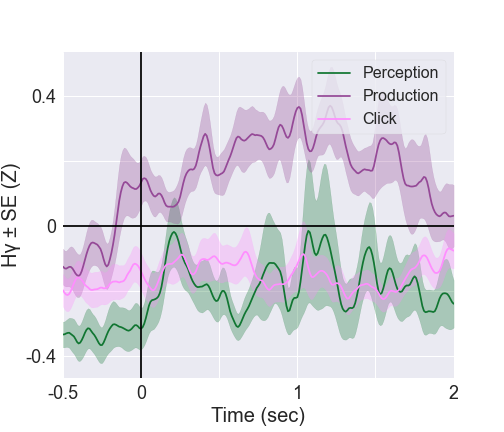 Perception
Production
Click
Hγ ± SE (Z)
0.4
0
-0.4
-0.5
0
1
2
Time (sec)